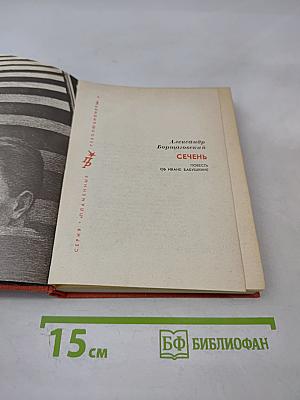 СЕРИЯ «ПЛАМЕННЫЕ РЕВОЛЮЦИОНЕРЫ»
Александр
Борщаговский
СЕЧЕНЬ
ПОВЕСТЬ
ОБ ИВАНЕ БАБУШКИНЕ
15 см
БФ БИБЛИОФАН